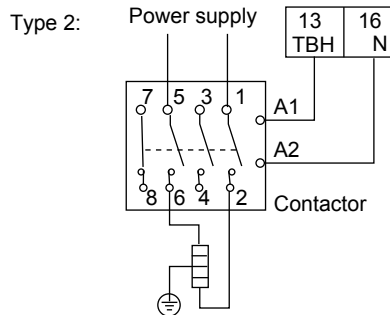 Type 2:
Power supply
13 16
TBH N
7 5 3 1
A1
A2
8 6 4 2
Contactor